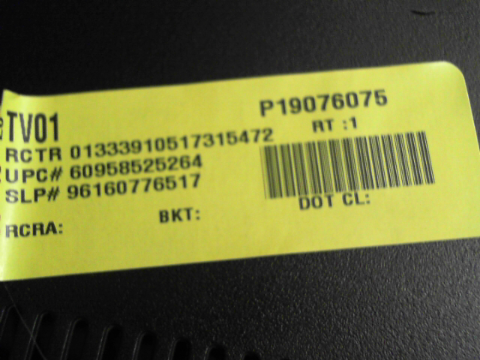 TV01
P19076075
RCTR 01333910517315472
RT :1
UPC# 60958525264
SLP# 96160776517
BKT:
DOT CL:
RCRA: